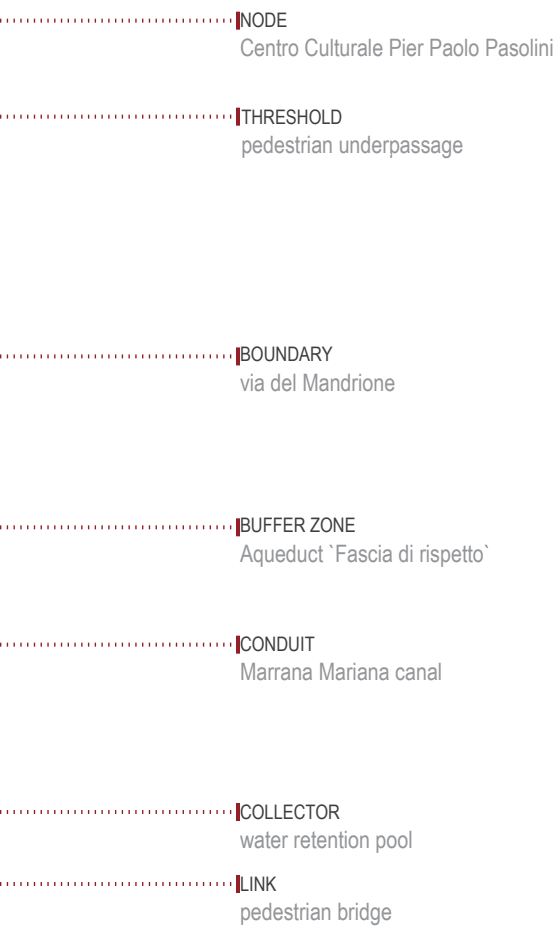 NODE
Centro Culturale Pier Paolo Pasolini
THRESHOLD
pedestrian underpassage
BOUNDARY
via del Mandrione
BUFFER ZONE
Aqueduct `Fascia di rispetto`
CONDUIT
Marrana Mariana canal
COLLECTOR
water retention pool
LINK
pedestrian bridge